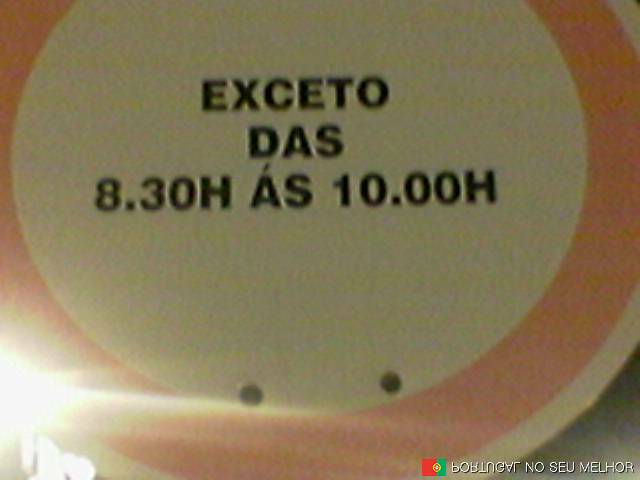 EXCETO
DAS
8.30H ÁS 10.00H
PORTUGAL NO SEU MELHOR